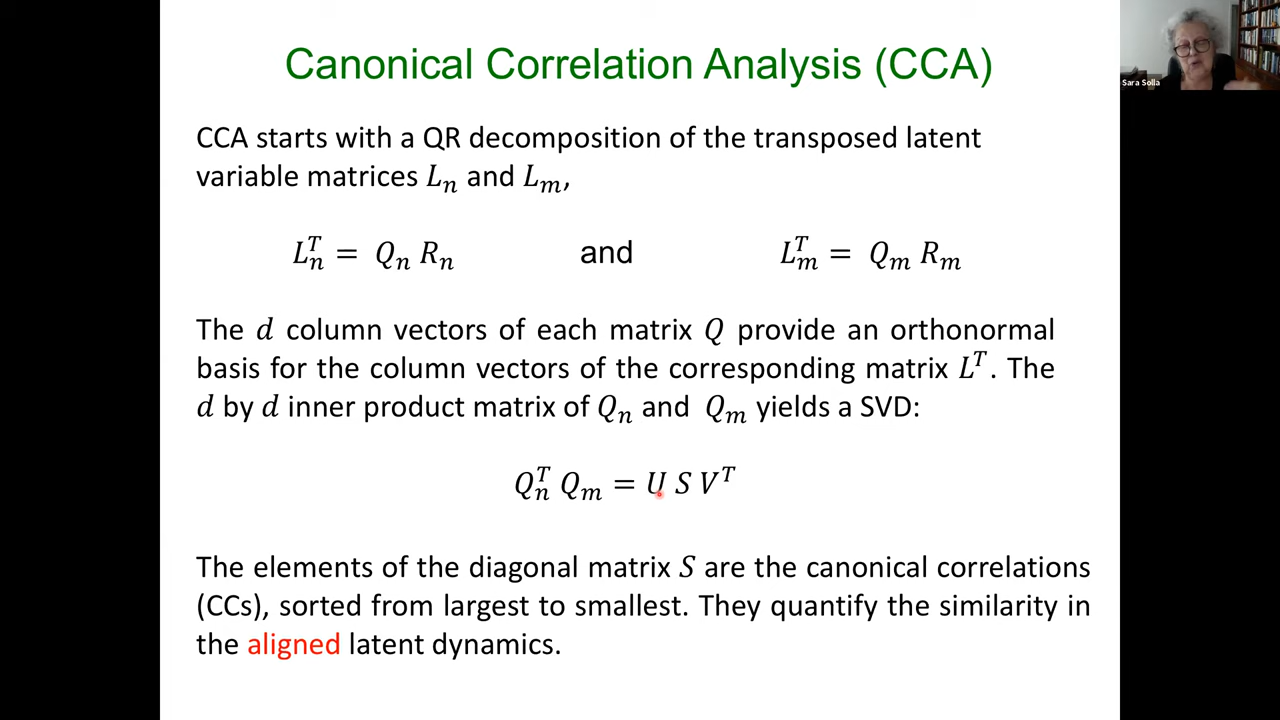 Canonical Correlation Analysis (CCA)
Sara Solla
CCA starts with a QR decomposition of the transposed latent
variable matrices Lₙ and Lₘ,
Lₙᵀ = Qₙ Rₙ and Lₘᵀ = Qₘ Rₘ
The d column vectors of each matrix Q provide an orthonormal
basis for the column vectors of the corresponding matrix Lᵀ. The
d by d inner product matrix of Qₙ and Qₘ yields a SVD:
Qₙᵀ Qₘ = U S Vᵀ
The elements of the diagonal matrix S are the canonical correlations
(CCs), sorted from largest to smallest. They quantify the similarity in
the aligned latent dynamics.